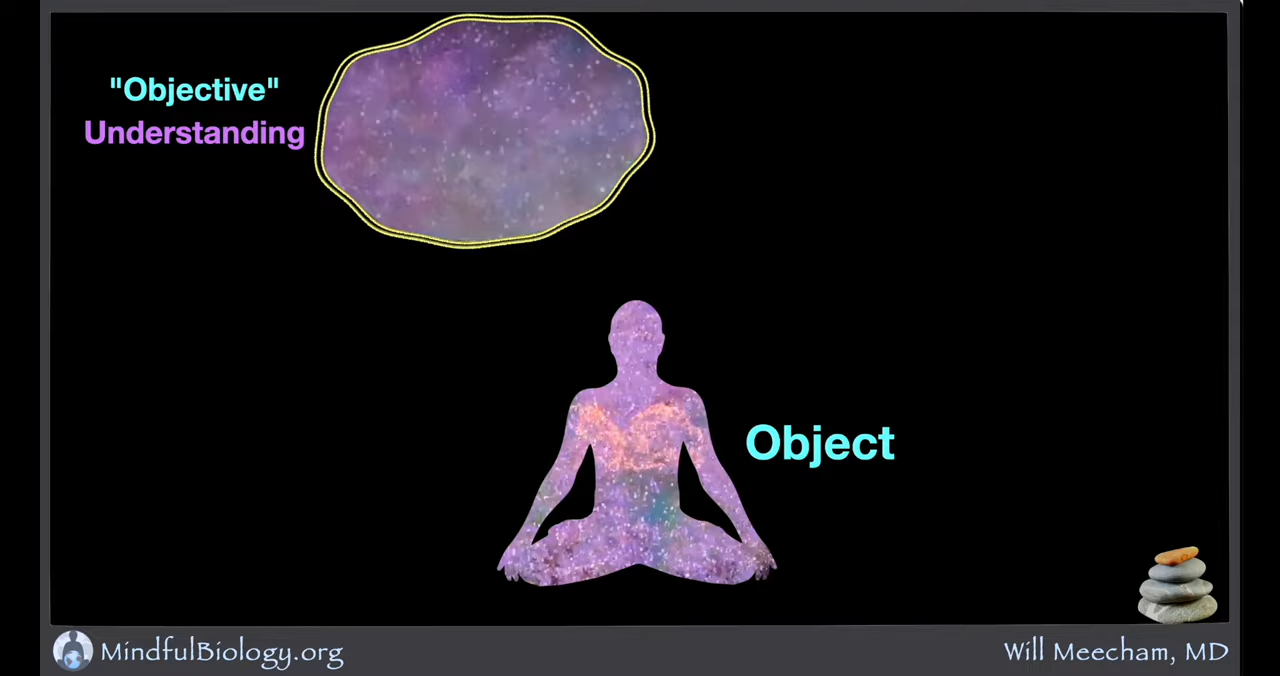 "Objective"
Understanding
Object
MindfulBiology.org
Will Meecham, MD